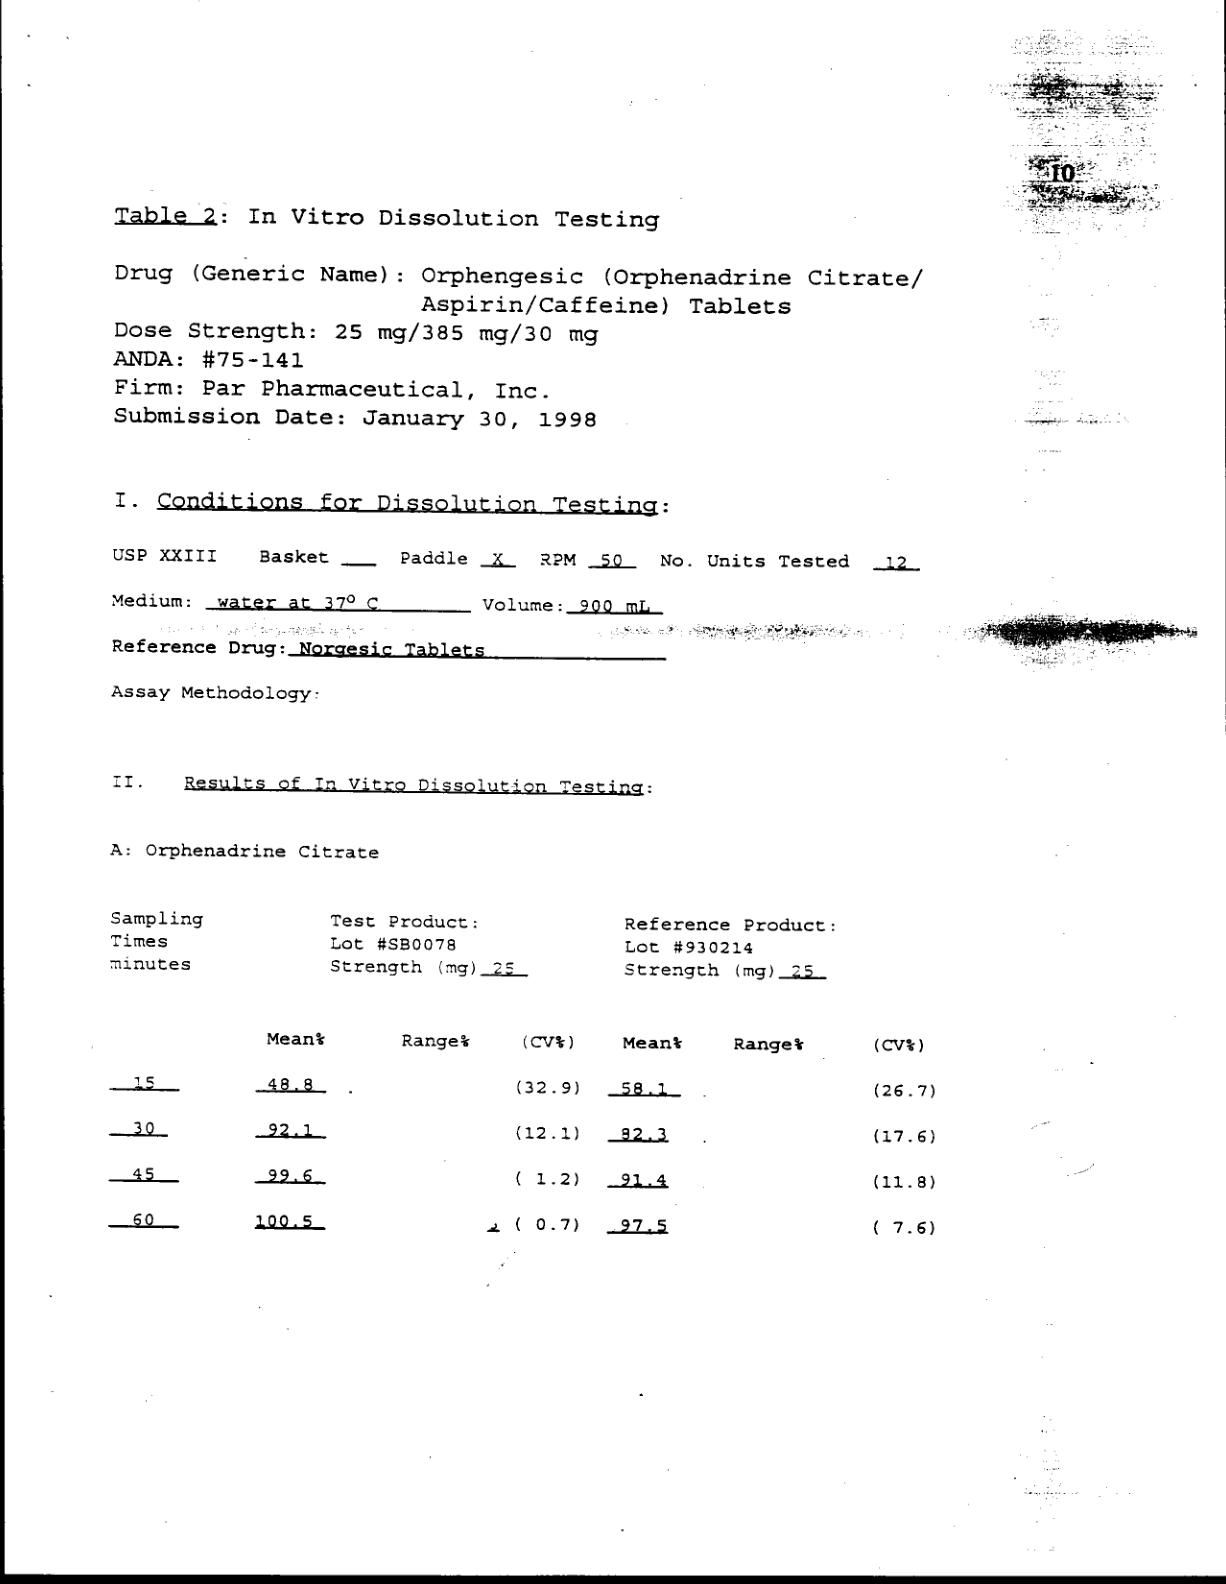 10
Table 2: In Vitro Dissolution Testing
Drug (Generic Name): Orphengesic (Orphenadrine Citrate/
Aspirin/Caffeine) Tablets
Dose Strength: 25 mg/385 mg/30 mg
ANDA: #75-141
Firm: Par Pharmaceutical, Inc.
Submission Date: January 30, 1998
I. Conditions for Dissolution Testing:
USP XXIII Basket ___ Paddle X RPM 50 No. Units Tested 12
Medium: water at 37° C Volume: 900 mL
Reference Drug: Norgesic Tablets
Assay Methodology:
II. Results of In Vitro Dissolution Testing:
A: Orphenadrine Citrate
Sampling Test Product: Reference Product:
Times Lot #SB0078 Lot #930214
minutes Strength (mg) 25 Strength (mg) 25
Mean% Range% (CV%) Mean% Range% (CV%)
15 48.8 (32.9) 58.1 (26.7)
30 92.1 (12.1) 82.3 (17.6)
45 99.6 ( 1.2) 91.4 (11.8)
60 100.5 ( 0.7) 97.5 ( 7.6)